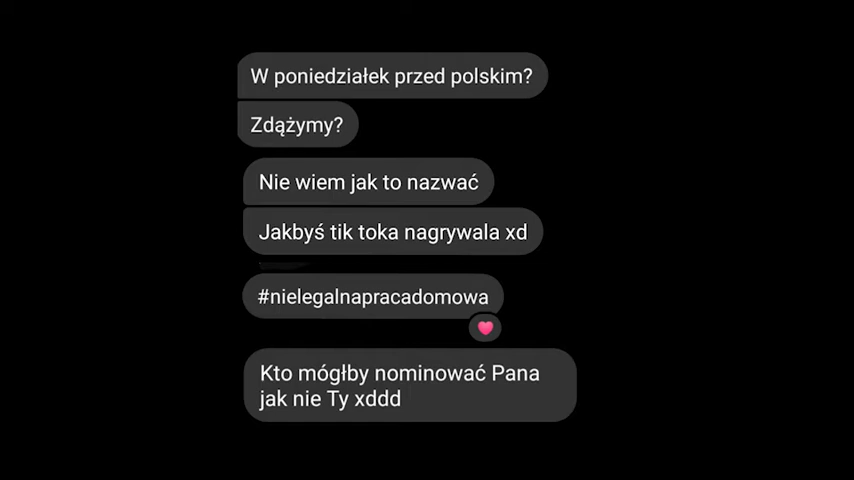 W poniedziałek przed polskim?
Zdążymy?
Nie wiem jak to nazwać
Jakbyś tik toka nagrywala xd
#nielegalnapracadomowa
Kto mógłby nominować Pana
jak nie Ty xddd